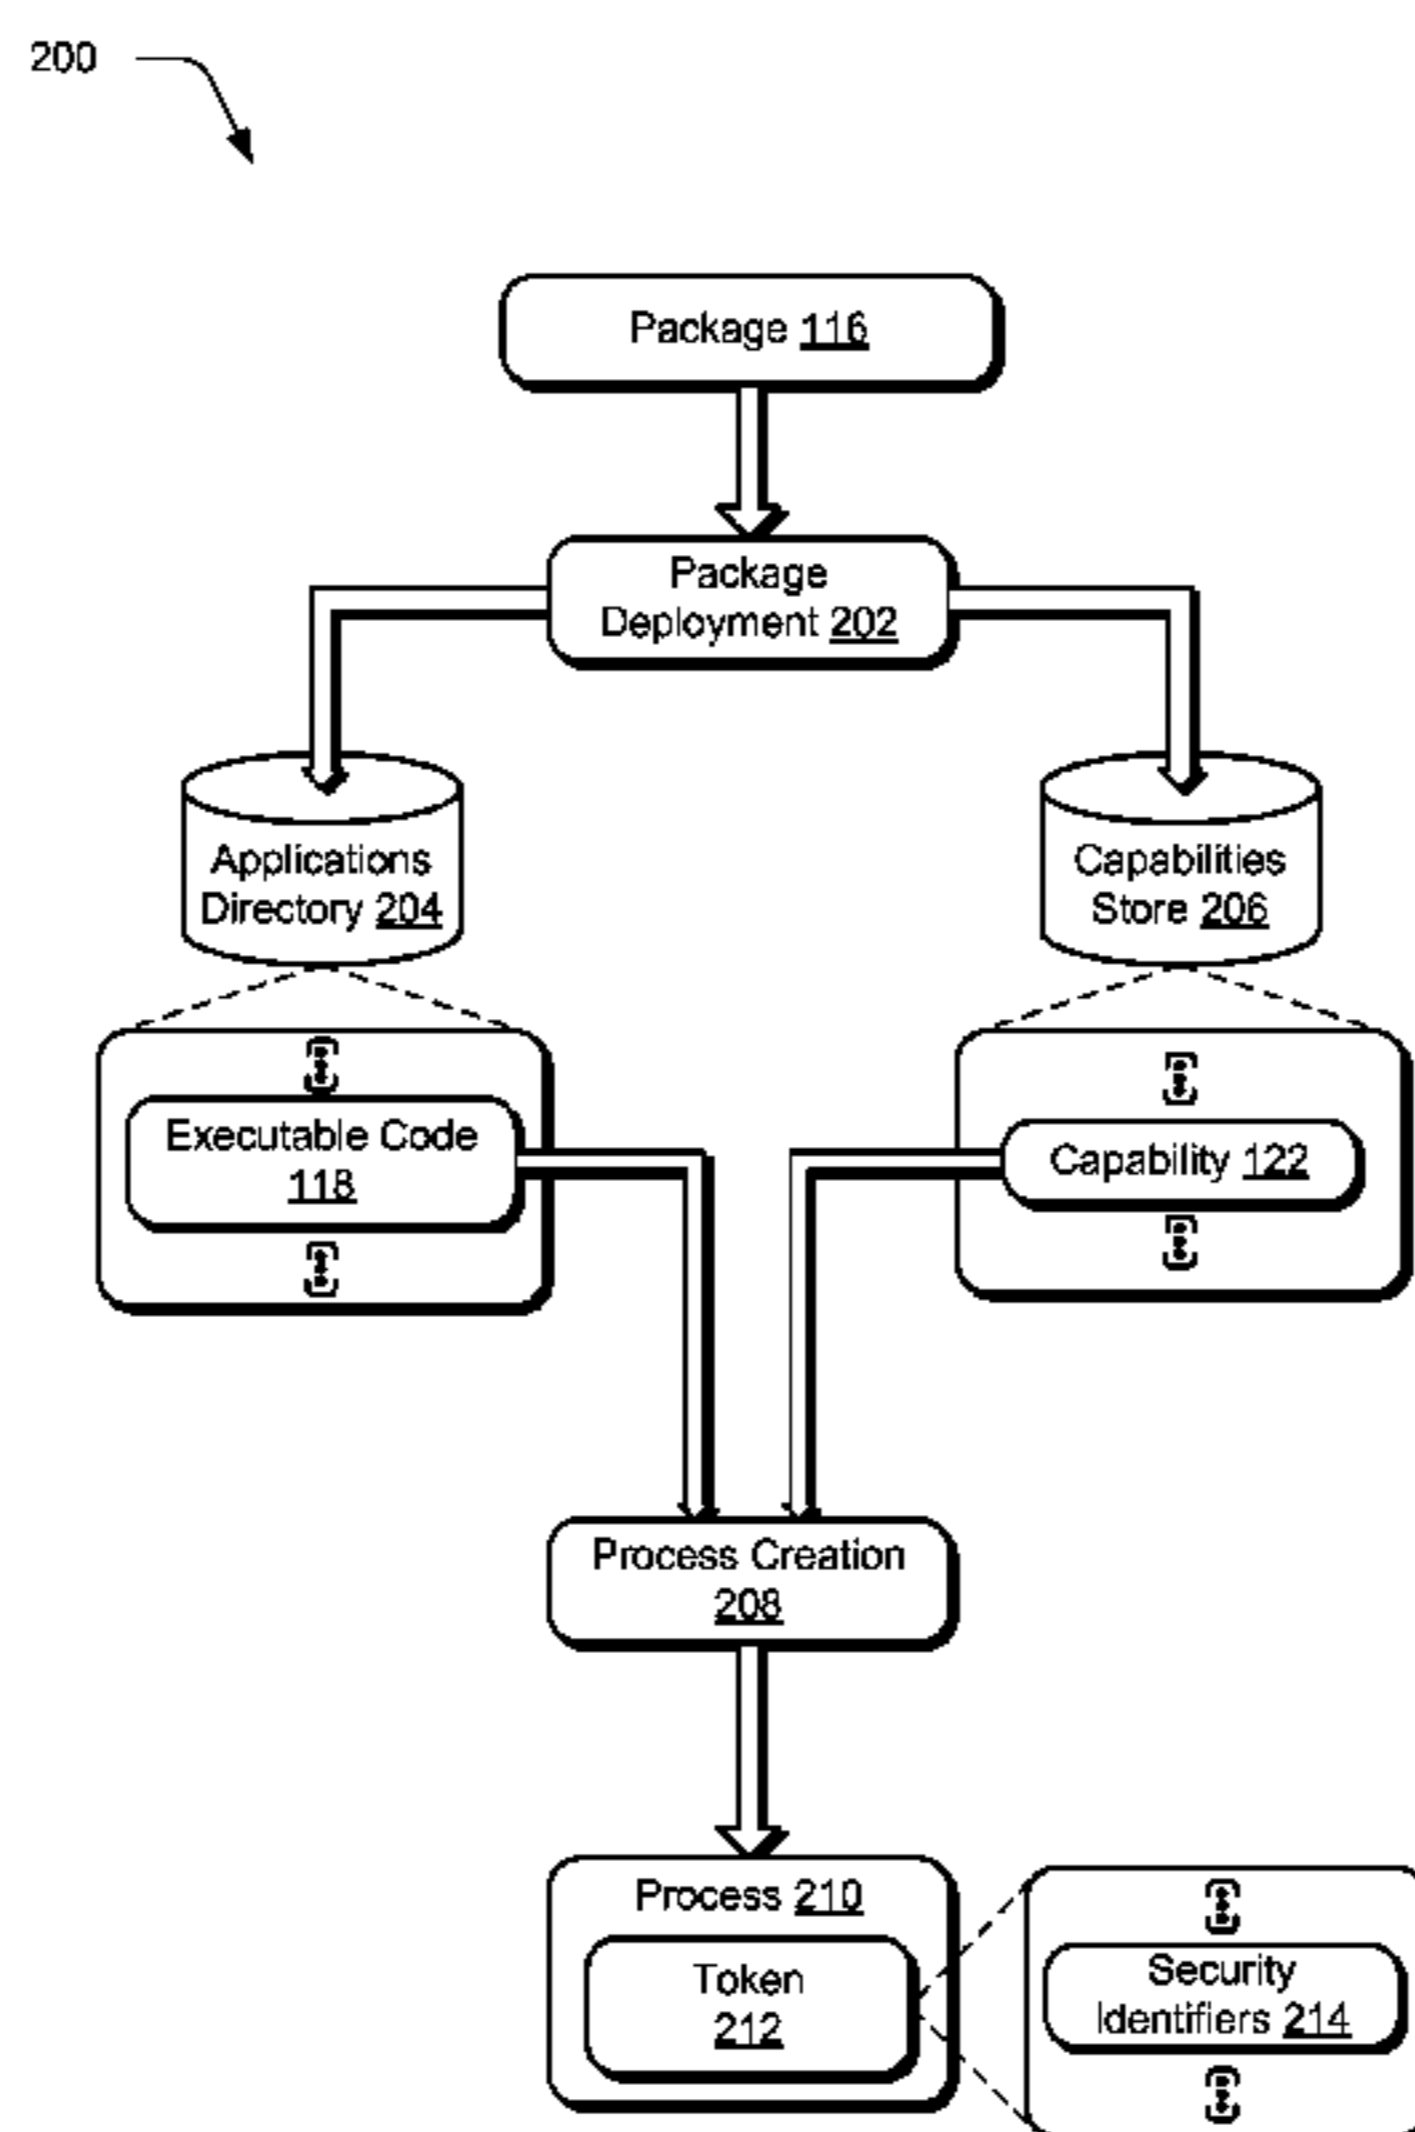 200
Package 116
Package
Deployment 202
Applications
Directory 204
Capabilities
Store 206
Executable Code
118
Capability 122
Process Creation
208
Process 210
Token
212
Security
Identifiers 214